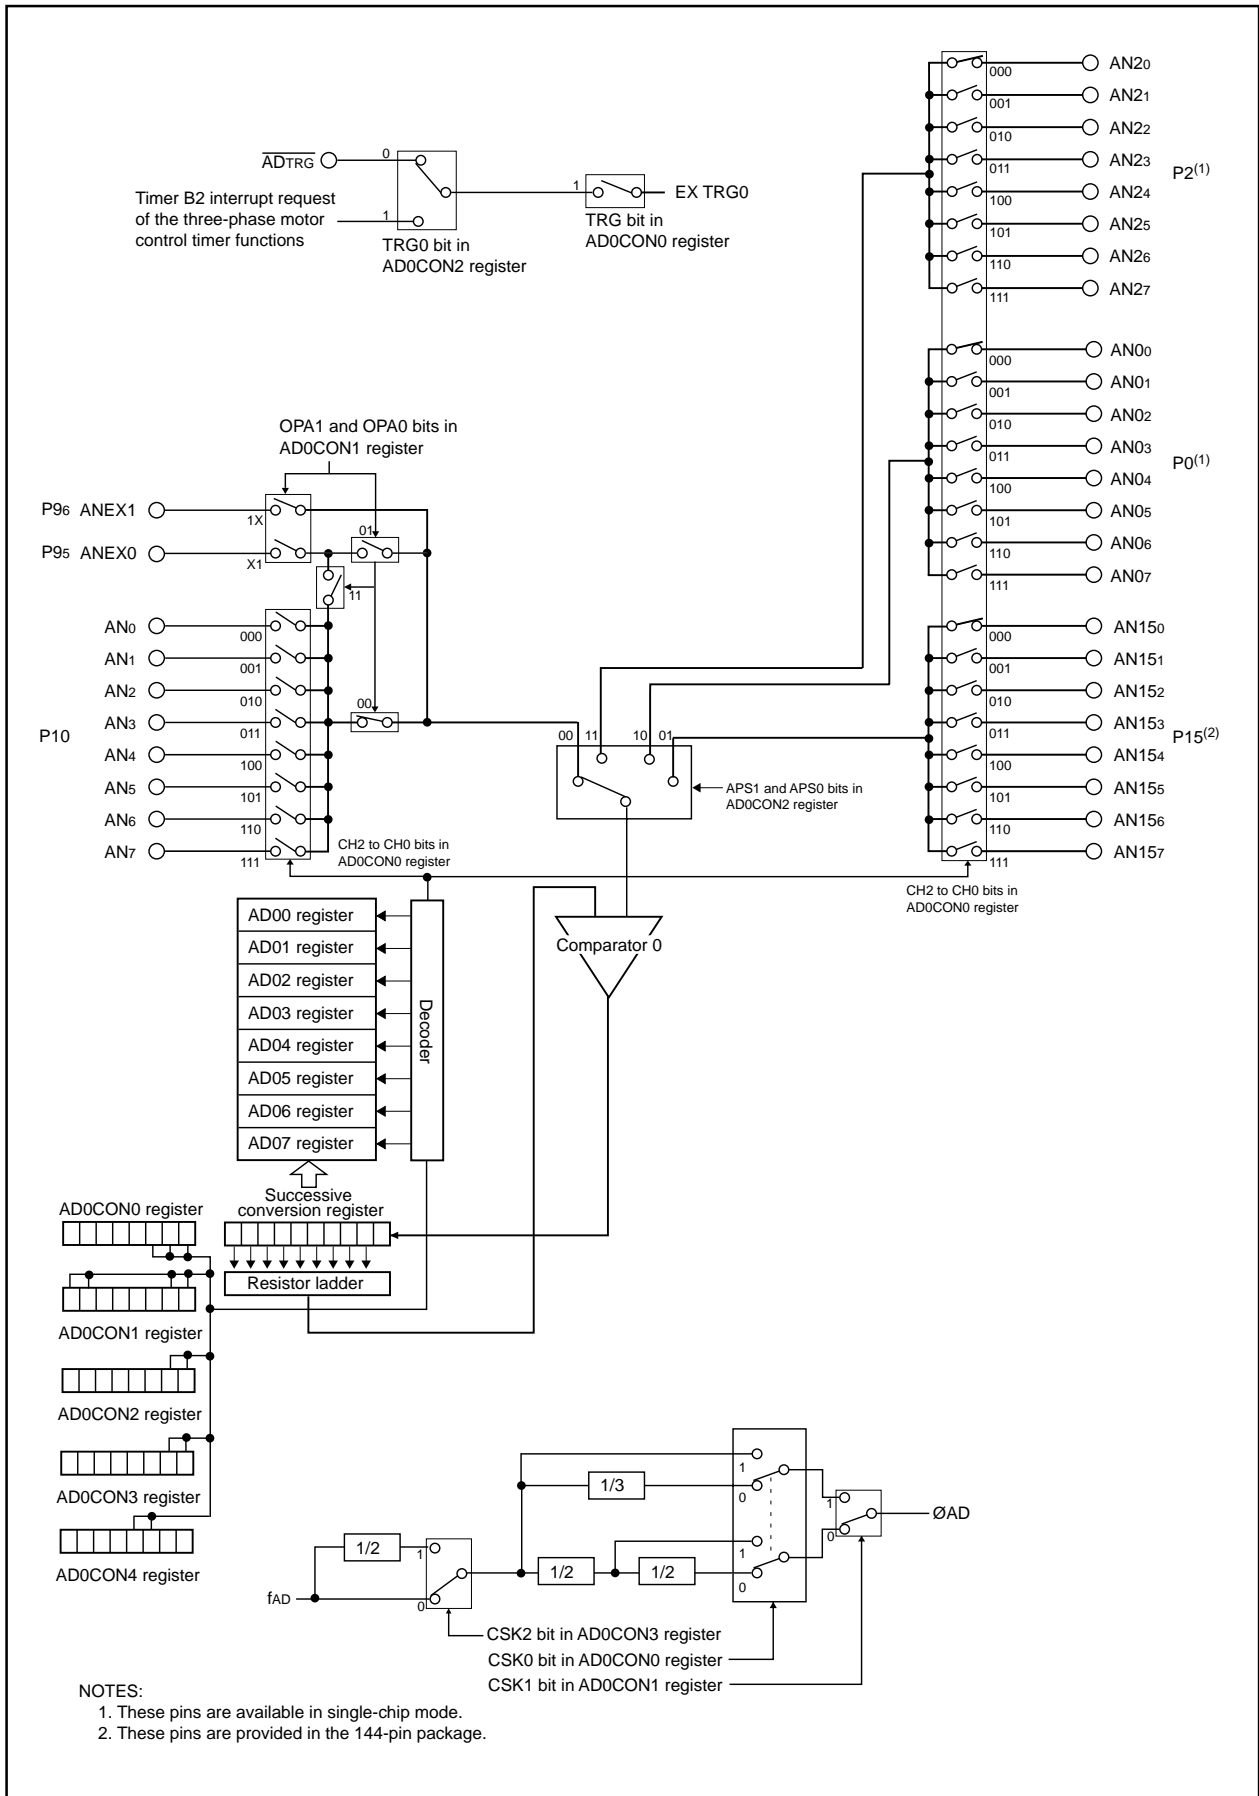 ADTRG
0
1
Timer B2 interrupt request
of the three-phase motor
control timer functions
TRG0 bit in
AD0CON2 register
1
EX TRG0
TRG bit in
AD0CON0 register
000
AN20
001
AN21
010
AN22
011
AN23
100
AN24
101
AN25
110
AN26
111
AN27
P2(1)
000
AN00
001
AN01
010
AN02
011
AN03
100
AN04
101
AN05
110
AN06
111
AN07
P0(1)
000
AN150
001
AN151
010
AN152
011
AN153
100
AN154
101
AN155
110
AN156
111
AN157
P15(2)
CH2 to CH0 bits in
AD0CON0 register
OPA1 and OPA0 bits in
AD0CON1 register
P96 ANEX1
1X
P95 ANEX0
X1
01
11
00
AN0
000
AN1
001
AN2
010
AN3
011
AN4
100
AN5
101
AN6
110
AN7
111
P10
CH2 to CH0 bits in
AD0CON0 register
00 11 10 01
APS1 and APS0 bits in
AD0CON2 register
Comparator 0
AD00 register
AD01 register
AD02 register
AD03 register
AD04 register
AD05 register
AD06 register
AD07 register
Decoder
Successive
conversion register
Resistor ladder
AD0CON0 register
AD0CON1 register
AD0CON2 register
AD0CON3 register
AD0CON4 register
fAD
1/2
1
0
1/3
1/2
1/2
1
0
1
0
1
0
ØAD
CSK2 bit in AD0CON3 register
CSK0 bit in AD0CON0 register
CSK1 bit in AD0CON1 register
NOTES:
1. These pins are available in single-chip mode.
2. These pins are provided in the 144-pin package.